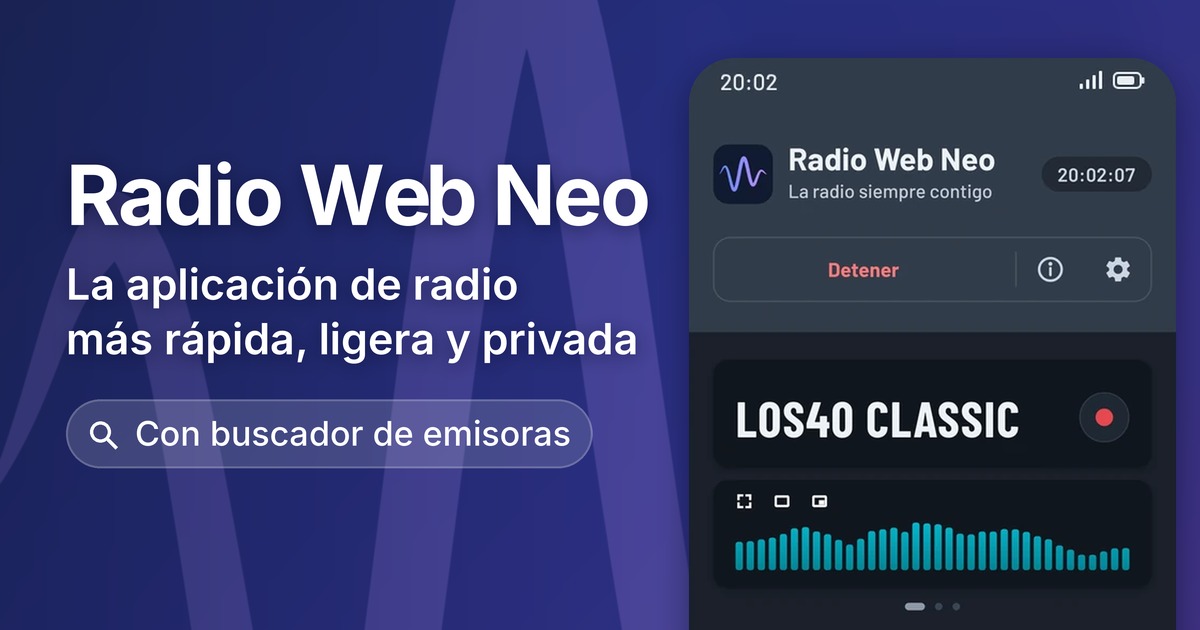 Radio Web Neo
La aplicación de radio
más rápida, ligera y privada
Con buscador de emisoras
20:02
Radio Web Neo
La radio siempre contigo
20:02:07
Detener
LOS40 CLASSIC